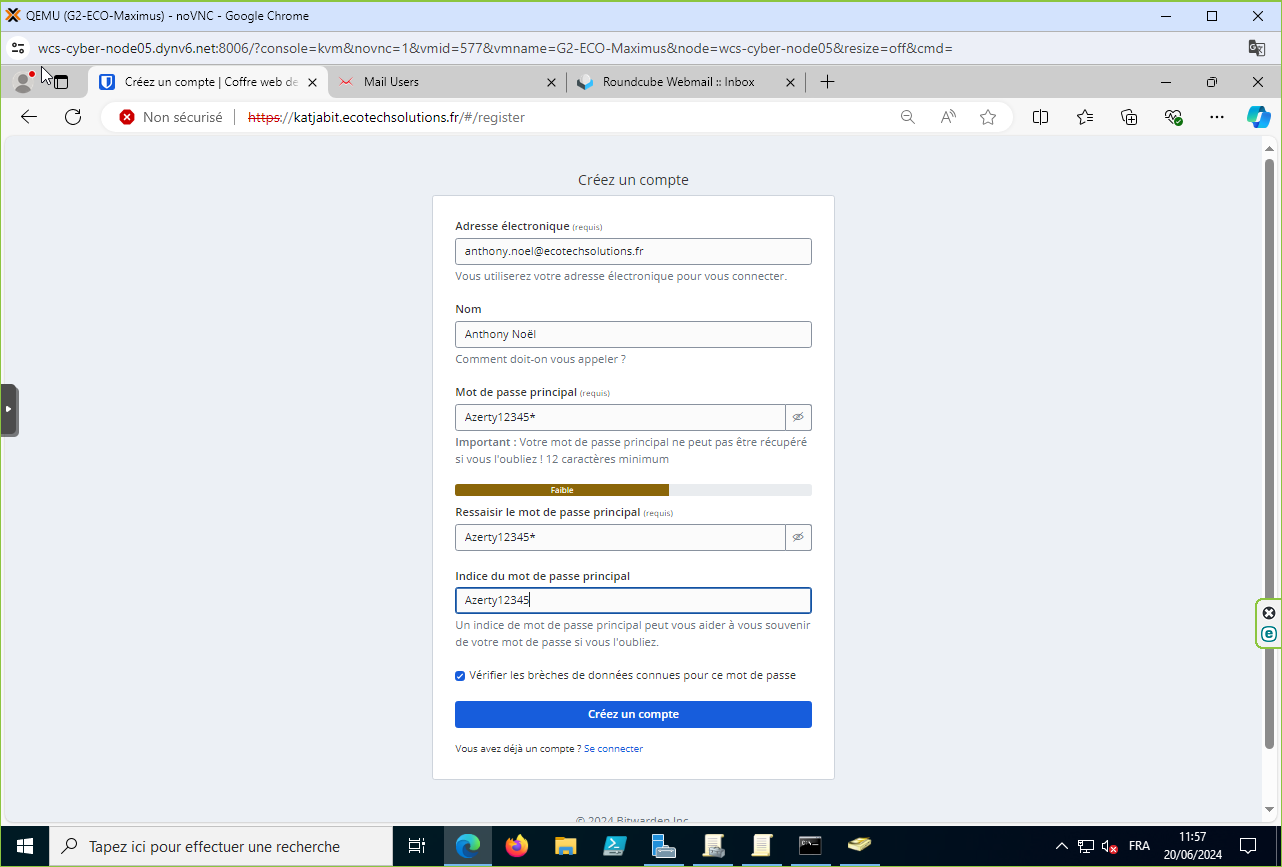 QEMU (G2-ECO-Maximus) - noVNC - Google Chrome
wcs-cyber-node05.dynv6.net:8006/?console=kvm&novnc=1&vmid=577&vmname=G2-ECO-Maximus&node=wcs-cyber-node05&resize=off&cmd=
Créez un compte | Coffre web de
Mail Users
Roundcube Webmail :: Inbox
Non sécurisé
https://katjabit.ecotechsolutions.fr/#/register
Créez un compte
Adresse électronique (requis)
anthony.noel@ecotechsolutions.fr
Vous utiliserez votre adresse électronique pour vous connecter.
Nom
Anthony Noël
Comment doit-on vous appeler ?
Mot de passe principal (requis)
Azerty12345*
Important : Votre mot de passe principal ne peut pas être récupéré
si vous l'oubliez ! 12 caractères minimum
Faible
Ressaisir le mot de passe principal (requis)
Azerty12345*
Indice du mot de passe principal
Azerty12345
Un indice de mot de passe principal peut vous aider à vous souvenir
de votre mot de passe si vous l'oubliez.
Vérifier les brèches de données connues pour ce mot de passe
Créez un compte
Vous avez déjà un compte ? Se connecter
© 2024 Bitwarden Inc.
Tapez ici pour effectuer une recherche
FRA
11:57
20/06/2024